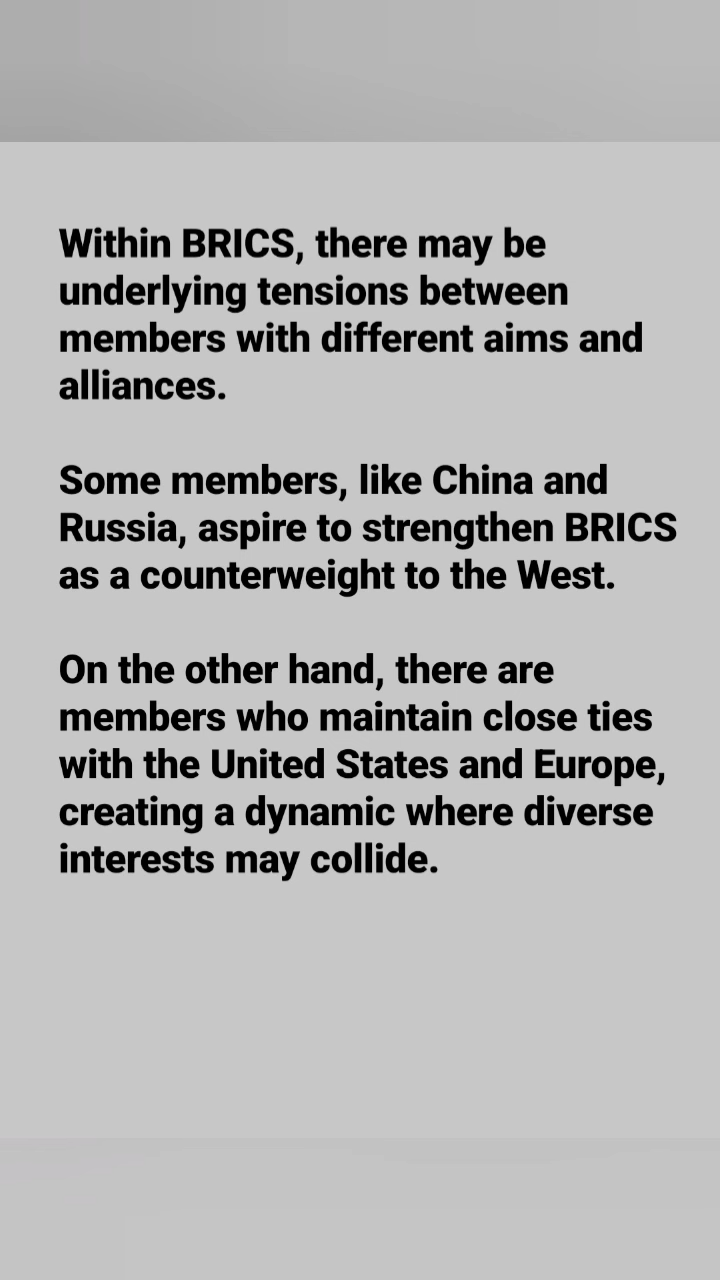 Within BRICS, there may be
underlying tensions between
members with different aims and
alliances.
Some members, like China and
Russia, aspire to strengthen BRICS
as a counterweight to the West.
On the other hand, there are
members who maintain close ties
with the United States and Europe,
creating a dynamic where diverse
interests may collide.